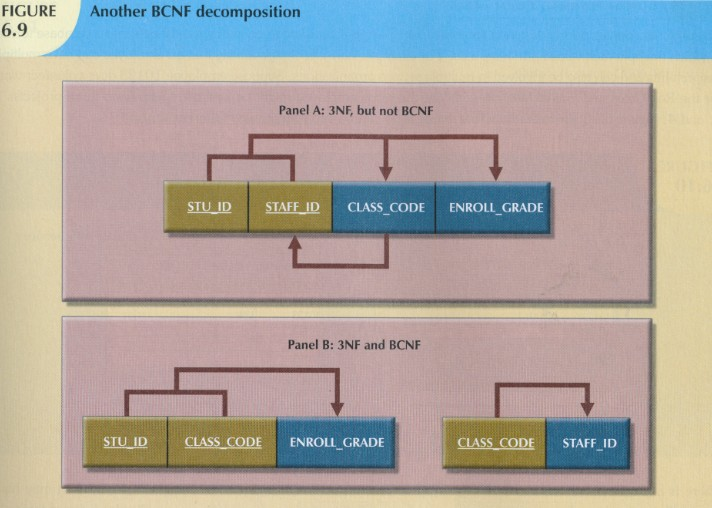 FIGURE 6.9
Another BCNF decomposition
Panel A: 3NF, but not BCNF
STU_ID STAFF_ID CLASS_CODE ENROLL_GRADE
Panel B: 3NF and BCNF
STU_ID CLASS_CODE ENROLL_GRADE CLASS_CODE STAFF_ID